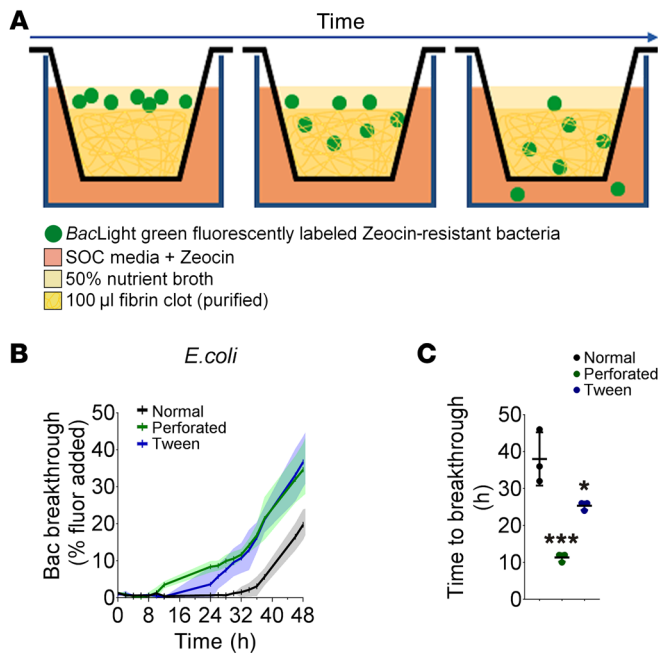 A
Time
BacLight green fluorescently labeled Zeocin-resistant bacteria
SOC media + Zeocin
50% nutrient broth
100 µl fibrin clot (purified)
B
E.coli
Normal
Perforated
Tween
Bac breakthrough
(% fluor added)
50
40
30
20
10
0
0 8 16 24 32 40 48
Time (h)
C
Normal
Perforated
Tween
Time to breakthrough
(h)
50
40
30
20
10
0
*
***